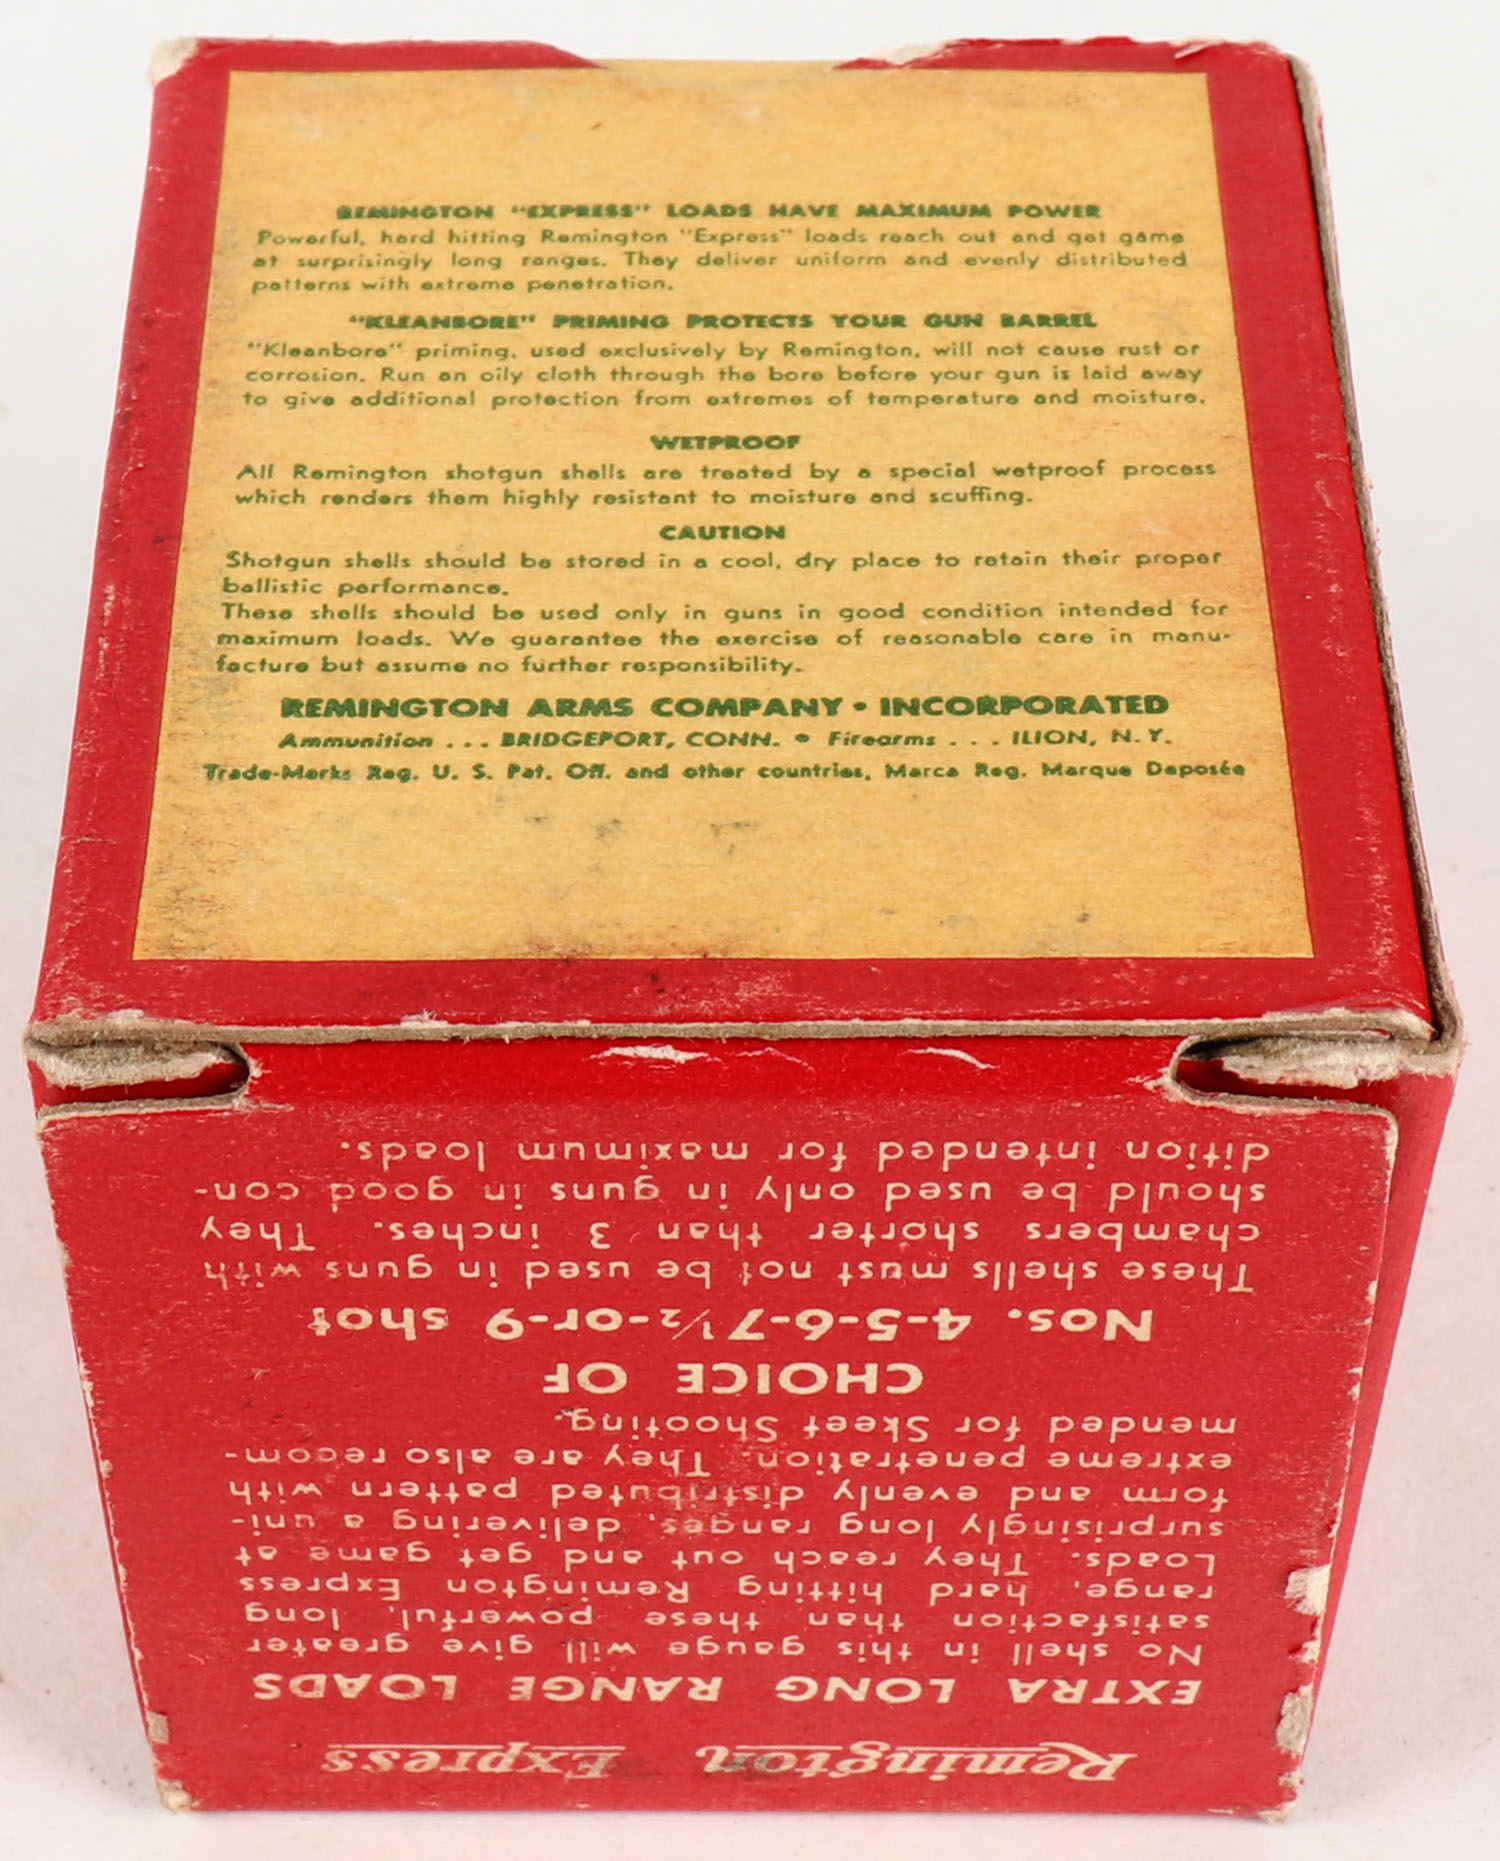 REMINGTON "EXPRESS" LOADS HAVE MAXIMUM POWER
Powerful, hard hitting Remington "Express" loads reach out and get game
at surprisingly long ranges. They deliver uniform and evenly distributed
patterns with extreme penetration.
"KLEANBORE" PRIMING PROTECTS YOUR GUN BARREL
"Kleanbore" priming, used exclusively by Remington, will not cause rust or
corrosion. Run an oily cloth through the bore before your gun is laid away
to give additional protection from extremes of temperature and moisture.
WETPROOF
All Remington shotgun shells are treated by a special wetproof process
which renders them highly resistant to moisture and scuffing.
CAUTION
Shotgun shells should be stored in a cool, dry place to retain their proper
ballistic performance.
These shells should be used only in guns in good condition intended for
maximum loads. We guarantee the exercise of reasonable care in manu-
facture but assume no further responsibility.
REMINGTON ARMS COMPANY • INCORPORATED
Ammunition ... BRIDGEPORT, CONN. • Firearms ... ILION, N. Y.
Trade-Marks Reg. U. S. Pat. Off. and other countries, Marca Reg. Marque Deposée
Remington Express
EXTRA LONG RANGE LOADS
No shell in this gauge will give greater
satisfaction than these powerful, long
range, hard hitting Remington Express
Loads. They reach out and get game at
surprisingly long ranges, delivering a uni-
form and evenly distributed pattern with
extreme penetration. They are also recom-
mended for Skeet Shooting.
CHOICE OF
Nos. 4-5-6-7½-or-9 shot
These shells must not be used in guns with
chambers shorter than 3 inches. They
should be used only in guns in good con-
dition intended for maximum loads.